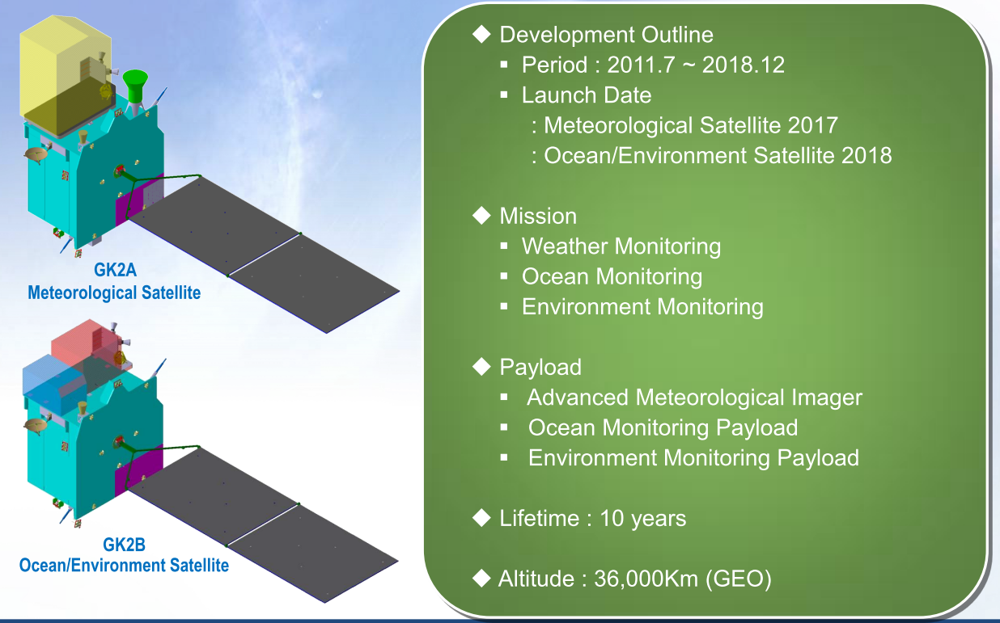 GK2A
Meteorological Satellite
GK2B
Ocean/Environment Satellite
◆ Development Outline
▪ Period : 2011.7 ~ 2018.12
▪ Launch Date
: Meteorological Satellite 2017
: Ocean/Environment Satellite 2018
◆ Mission
▪ Weather Monitoring
▪ Ocean Monitoring
▪ Environment Monitoring
◆ Payload
▪ Advanced Meteorological Imager
▪ Ocean Monitoring Payload
▪ Environment Monitoring Payload
◆ Lifetime : 10 years
◆ Altitude : 36,000Km (GEO)